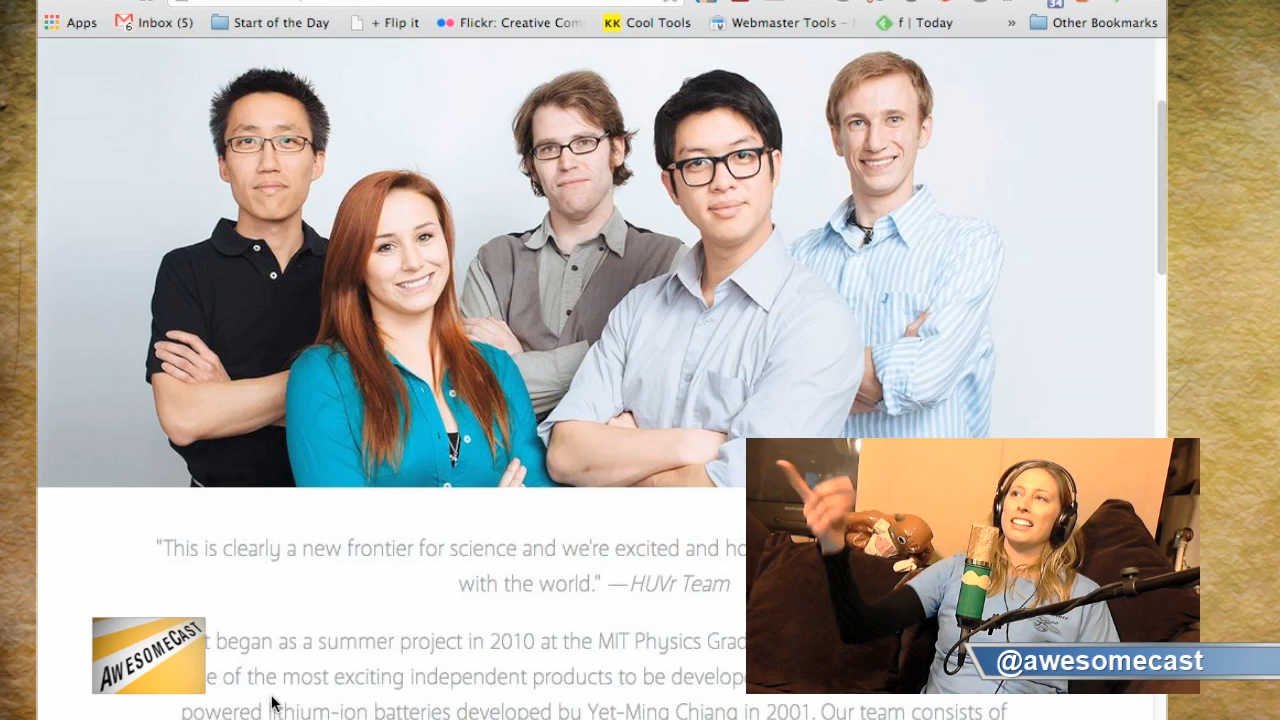 Apps
Inbox (5)
Start of the Day
+ Flip it
Flickr: Creative Com
KK Cool Tools
Webmaster Tools –
f | Today
»
Other Bookmarks
"This is clearly a new frontier for science and we're excited and ho
with the world." —HUVr Team
t began as a summer project in 2010 at the MIT Physics Grad
e of the most exciting independent products to be develope
powered lithium-ion batteries developed by Yet-Ming Chiang in 2001. Our team consists of
AWESOMECAST
@awesomecast